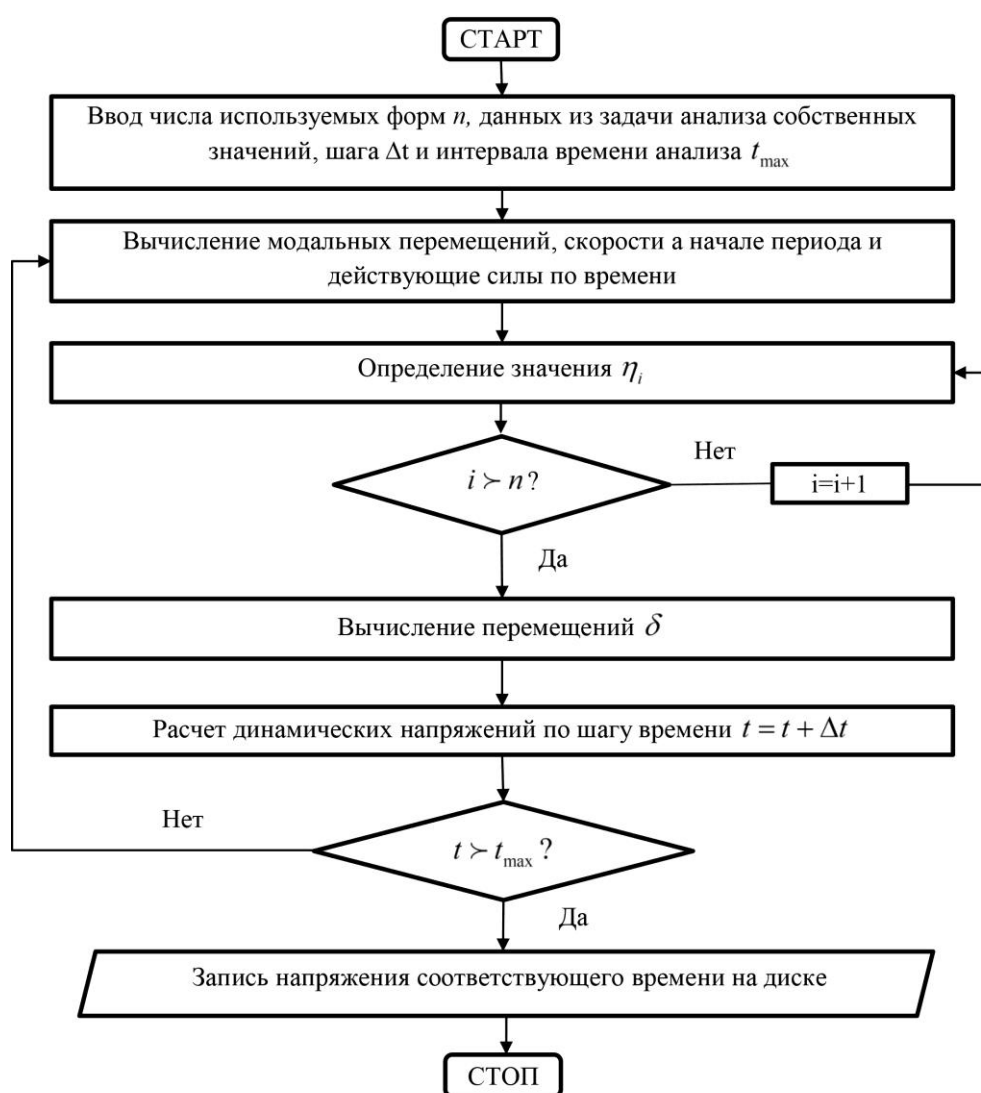 СТАРТ
Ввод числа используемых форм n, данных из задачи анализа собственных
значений, шага Δt и интервала времени анализа t_max
Вычисление модальных перемещений, скорости а начале периода и
действующие силы по времени
Определение значения η_i
i ≻ n?
Нет
i=i+1
Да
Вычисление перемещений δ
Расчет динамических напряжений по шагу времени t = t + Δt
Нет
t ≻ t_max ?
Да
Запись напряжения соответствующего времени на диске
СТОП